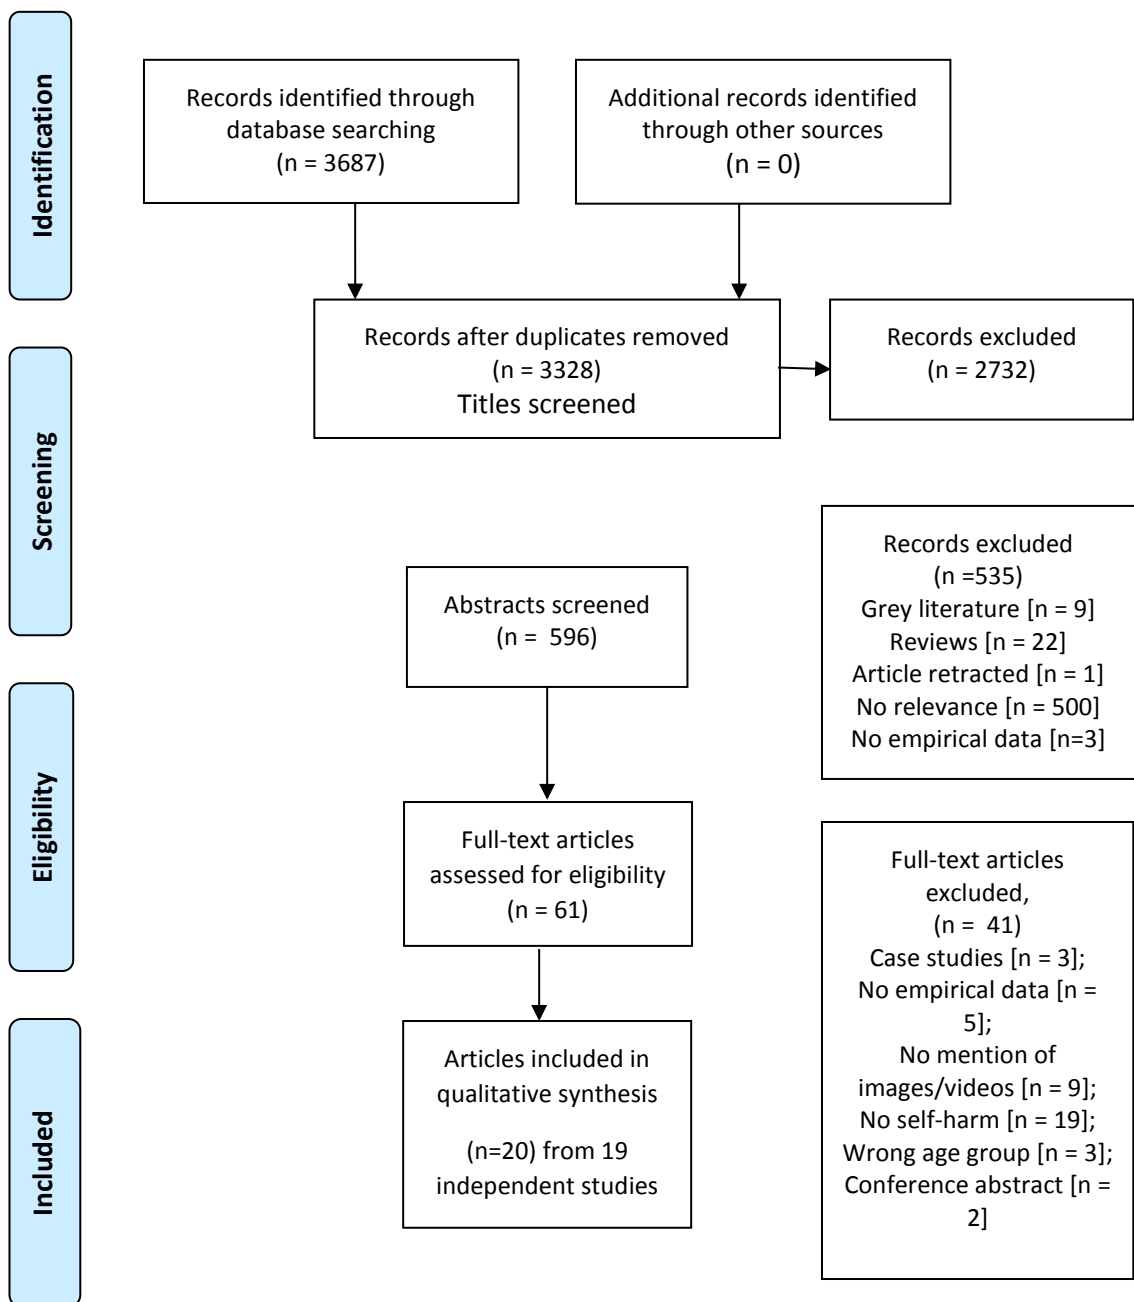 Identification
Records identified through
database searching
(n = 3687)
Additional records identified
through other sources
(n = 0)
Records after duplicates removed
(n = 3328)
Titles screened
Records excluded
(n = 2732)
Screening
Abstracts screened
(n =  596)
Records excluded
(n =535)
Grey literature [n = 9]
Reviews [n = 22]
Article retracted [n = 1]
No relevance [n = 500]
No empirical data [n=3]
Eligibility
Full-text articles
assessed for eligibility
(n = 61)
Full-text articles
excluded,
(n =  41)
Case studies [n = 3];
No empirical data [n =
5];
No mention of
images/videos [n = 9];
No self-harm [n = 19];
Wrong age group [n = 3];
Conference abstract [n =
2]
Included
Articles included in
qualitative synthesis
(n=20) from 19
independent studies